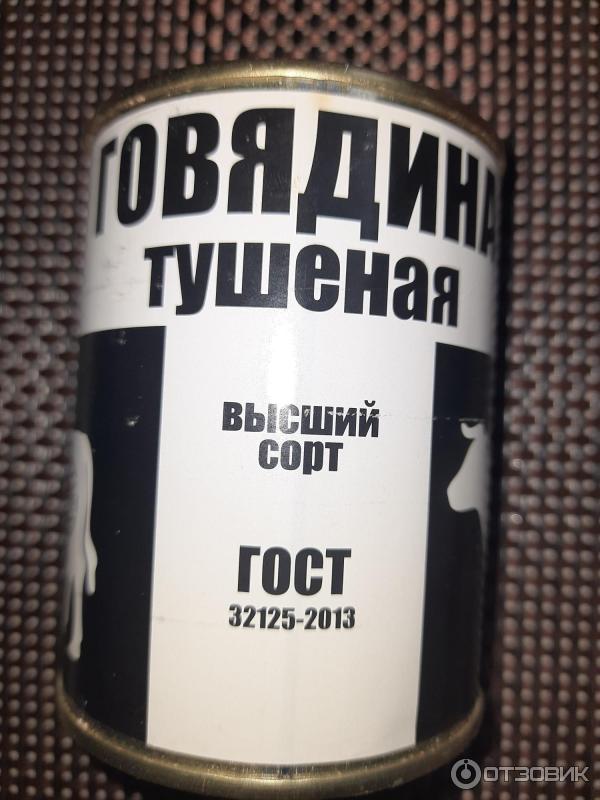 ГОВЯДИНА
тушеная
высший
сорт
ГОСТ
32125-2013
ОТЗОВИК